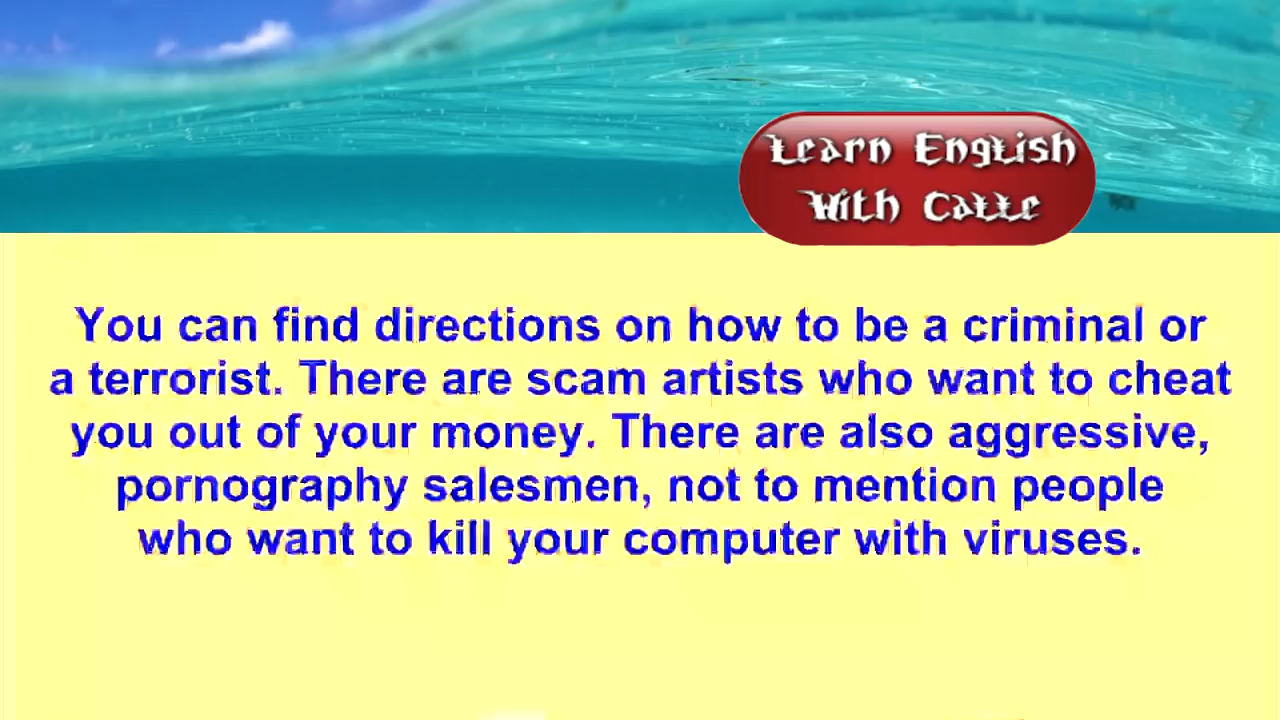 Learn English
With Calle
You can find directions on how to be a criminal or
a terrorist. There are scam artists who want to cheat
you out of your money. There are also aggressive,
pornography salesmen, not to mention people
who want to kill your computer with viruses.